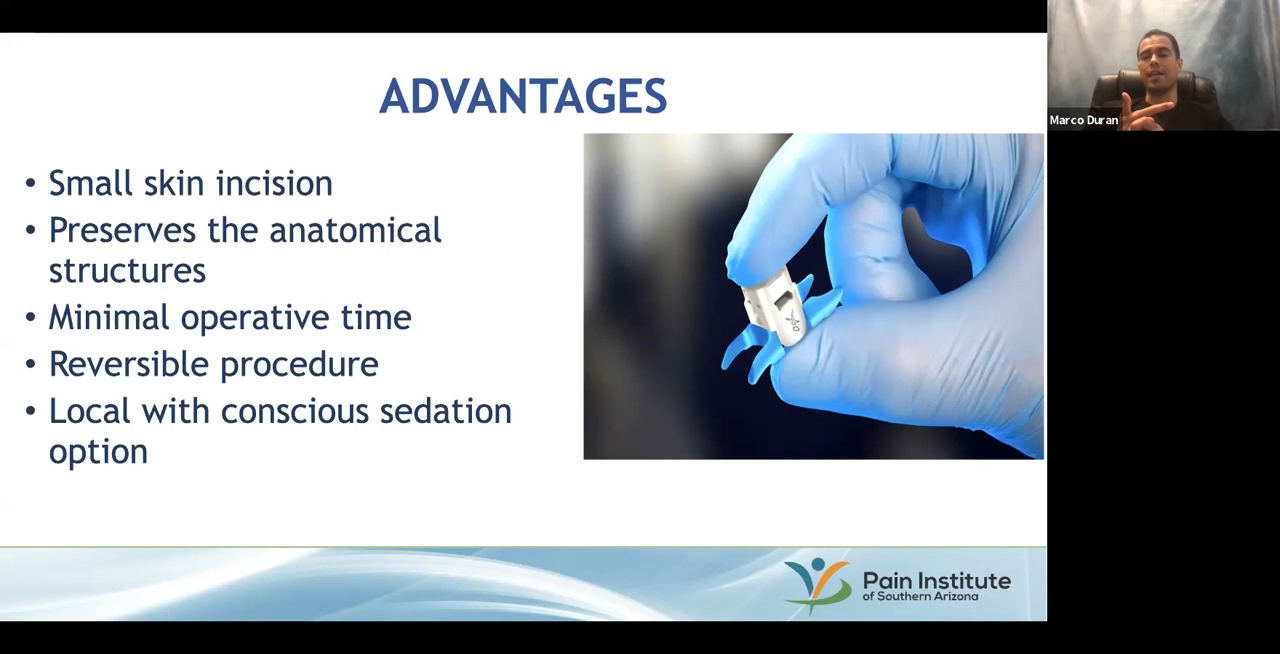 ADVANTAGES
• Small skin incision
• Preserves the anatomical
structures
• Minimal operative time
• Reversible procedure
• Local with conscious sedation
option
Pain Institute
of Southern Arizona
Marco Duran